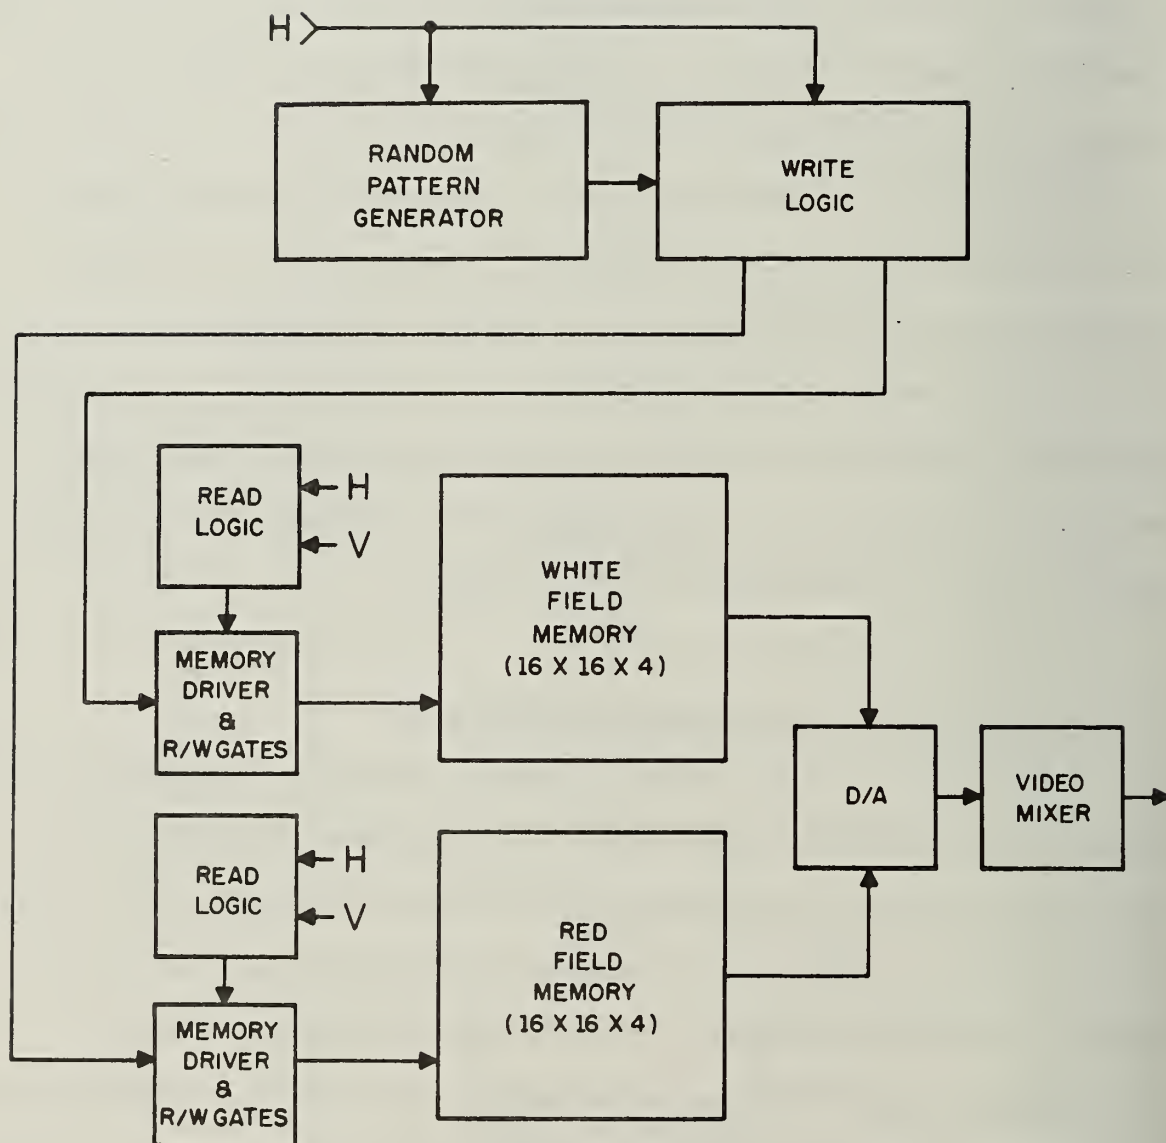 H
RANDOM
PATTERN
GENERATOR
WRITE
LOGIC
READ
LOGIC
H
V
MEMORY
DRIVER
&
R/W GATES
WHITE
FIELD
MEMORY
(16 X 16 X 4)
D/A
VIDEO
MIXER
READ
LOGIC
H
V
MEMORY
DRIVER
&
R/W GATES
RED
FIELD
MEMORY
(16 X 16 X 4)